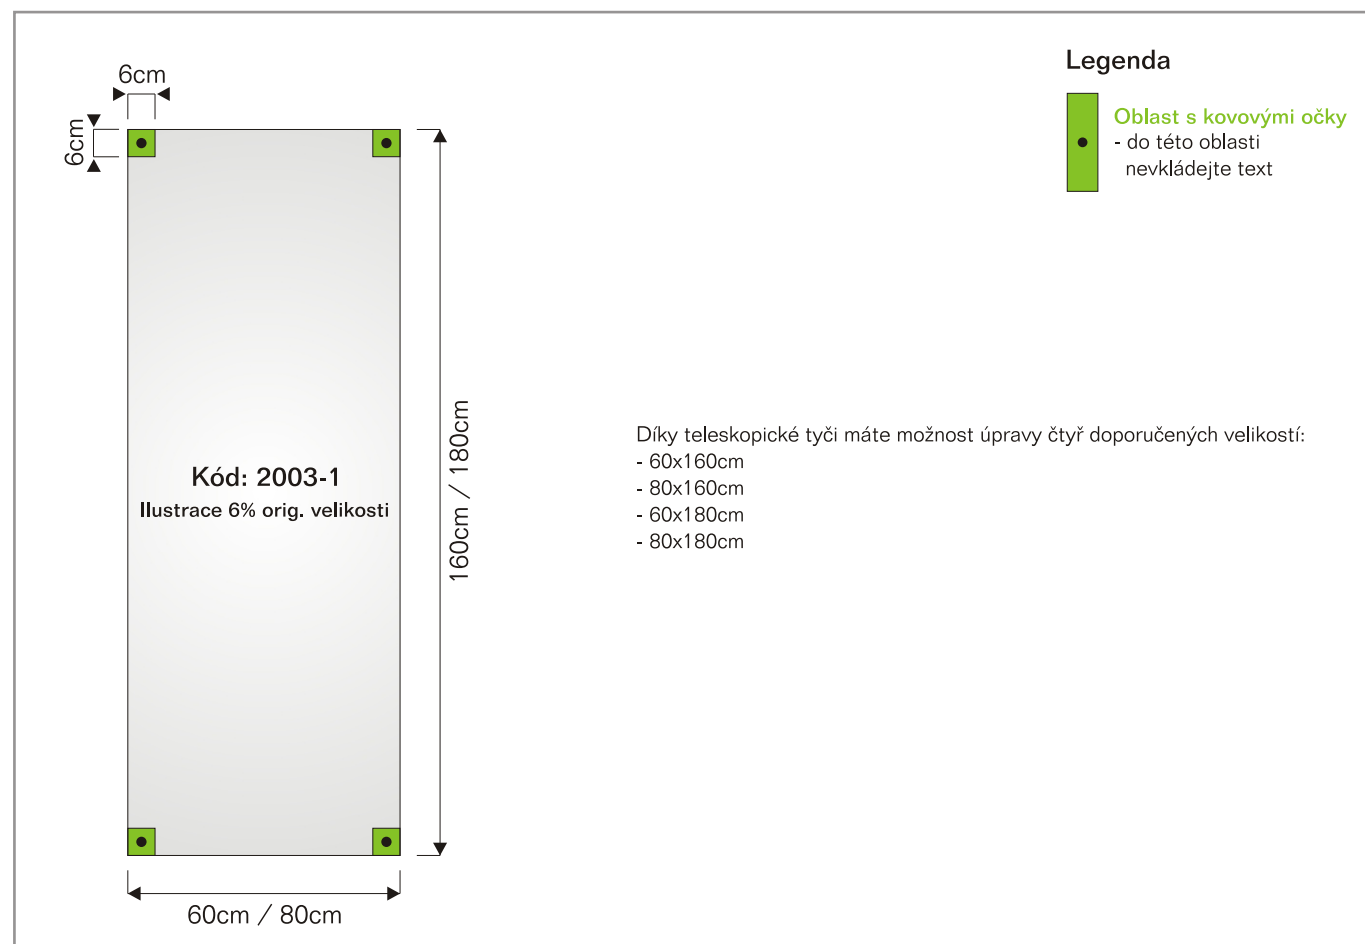 Legenda
6cm
6cm
Oblast s kovovými očky
- do této oblasti
nevkládejte text
160cm / 180cm
Díky teleskopické tyči máte možnost úpravy čtyř doporučených velikostí:
- 60x160cm
- 80x160cm
- 60x180cm
- 80x180cm
Kód: 2003-1
Ilustrace 6% orig. velikosti
60cm / 80cm